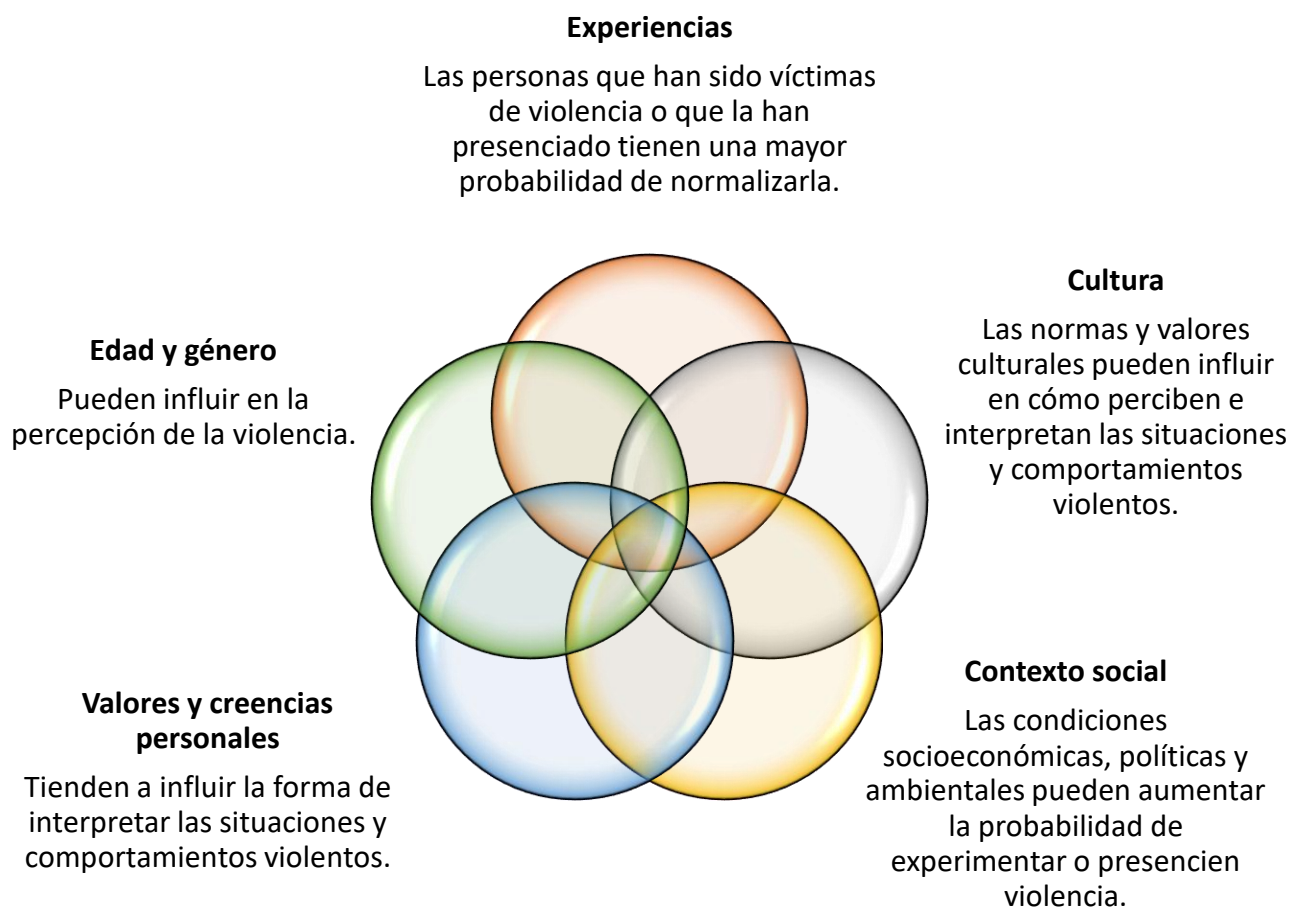 Experiencias
Las personas que han sido víctimas
de violencia o que la han
presenciado tienen una mayor
probabilidad de normalizarla.
Cultura
Las normas y valores
culturales pueden influir
en cómo perciben e
interpretan las situaciones
y comportamientos
violentos.
Contexto social
Las condiciones
socioeconómicas, políticas y
ambientales pueden aumentar
la probabilidad de
experimentar o presencien
violencia.
Valores y creencias
personales
Tienden a influir la forma de
interpretar las situaciones y
comportamientos violentos.
Edad y género
Pueden influir en la
percepción de la violencia.